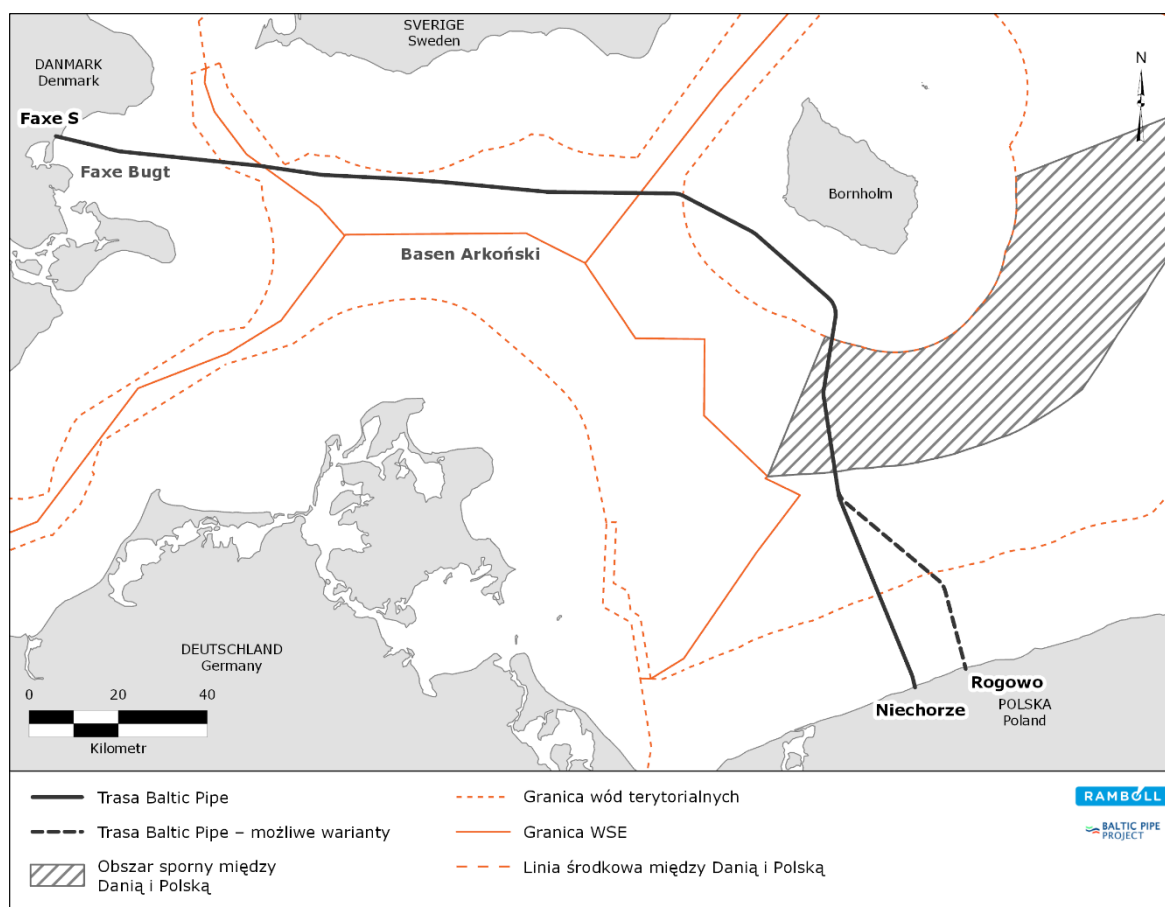 SVERIGE
Sweden
DANMARK
Denmark
N
Faxe S
Faxe Bugt
Bornholm
Basen Arkoński
DEUTSCHLAND
Germany
0 20 40
Kilometr
Rogowo
Niechorze
POLSKA
Poland
Trasa Baltic Pipe
Trasa Baltic Pipe – możliwe warianty
Obszar sporny między
Danią i Polską
Granica wód terytorialnych
Granica WSE
Linia środkowa między Danią i Polską
RAMBOLL
BALTIC PIPE
PROJECT